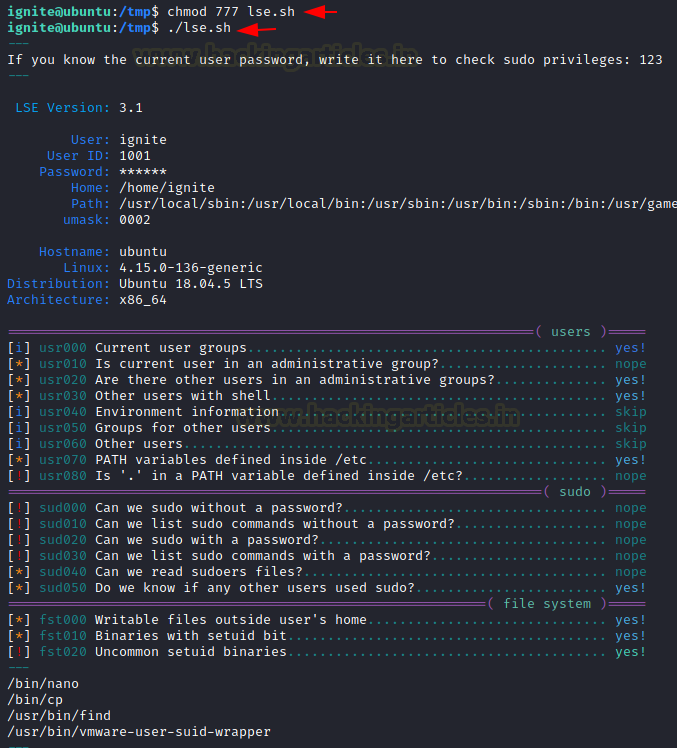 ignite@ubuntu:/tmp$ chmod 777 lse.sh
ignite@ubuntu:/tmp$ ./lse.sh
---
www.hackingarticles.in
If you know the current user password, write it here to check sudo privileges: 123
---
LSE Version: 3.1
User: ignite
User ID: 1001
Password: ******
Home: /home/ignite
Path: /usr/local/sbin:/usr/local/bin:/usr/sbin:/usr/bin:/sbin:/bin:/usr/game
umask: 0002
Hostname: ubuntu
Linux: 4.15.0-136-generic
Distribution: Ubuntu 18.04.5 LTS
Architecture: x86_64
==================================================================( users )=====
[i] usr000 Current user groups............................................. yes!
[*] usr010 Is current user in an administrative group?..................... nope
[*] usr020 Are there other users in an administrative groups?.............. yes!
[*] usr030 Other users with shell.......................................... yes!
[i] usr040 Environment information......................................... skip
www.hackingarticles.in
[i] usr050 Groups for other users.......................................... skip
[i] usr060 Other users..................................................... skip
[*] usr070 PATH variables defined inside /etc.............................. yes!
[!] usr080 Is '.' in a PATH variable defined inside /etc?.................. nope
===================================================================( sudo )=====
[!] sud000 Can we sudo without a password?................................. nope
[!] sud010 Can we list sudo commands without a password?................... nope
[!] sud020 Can we sudo with a password?.................................... nope
[!] sud030 Can we list sudo commands with a password?...................... nope
[*] sud040 Can we read sudoers files?...................................... nope
[*] sud050 Do we know if any other users used sudo?........................ yes!
============================================================( file system )=====
[*] fst000 Writable files outside user's home.............................. yes!
[*] fst010 Binaries with setuid bit........................................ yes!
[!] fst020 Uncommon setuid binaries........................................ yes!
---
/bin/nano
/bin/cp
/usr/bin/find
/usr/bin/vmware-user-suid-wrapper
---